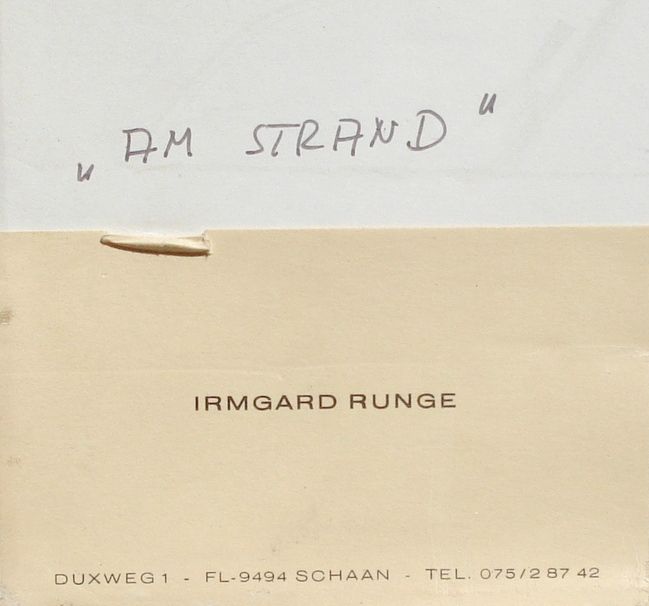 „AM STRAND"
IRMGARD RUNGE
DUXWEG 1 - FL-9494 SCHAAN - TEL. 075/2 87 42